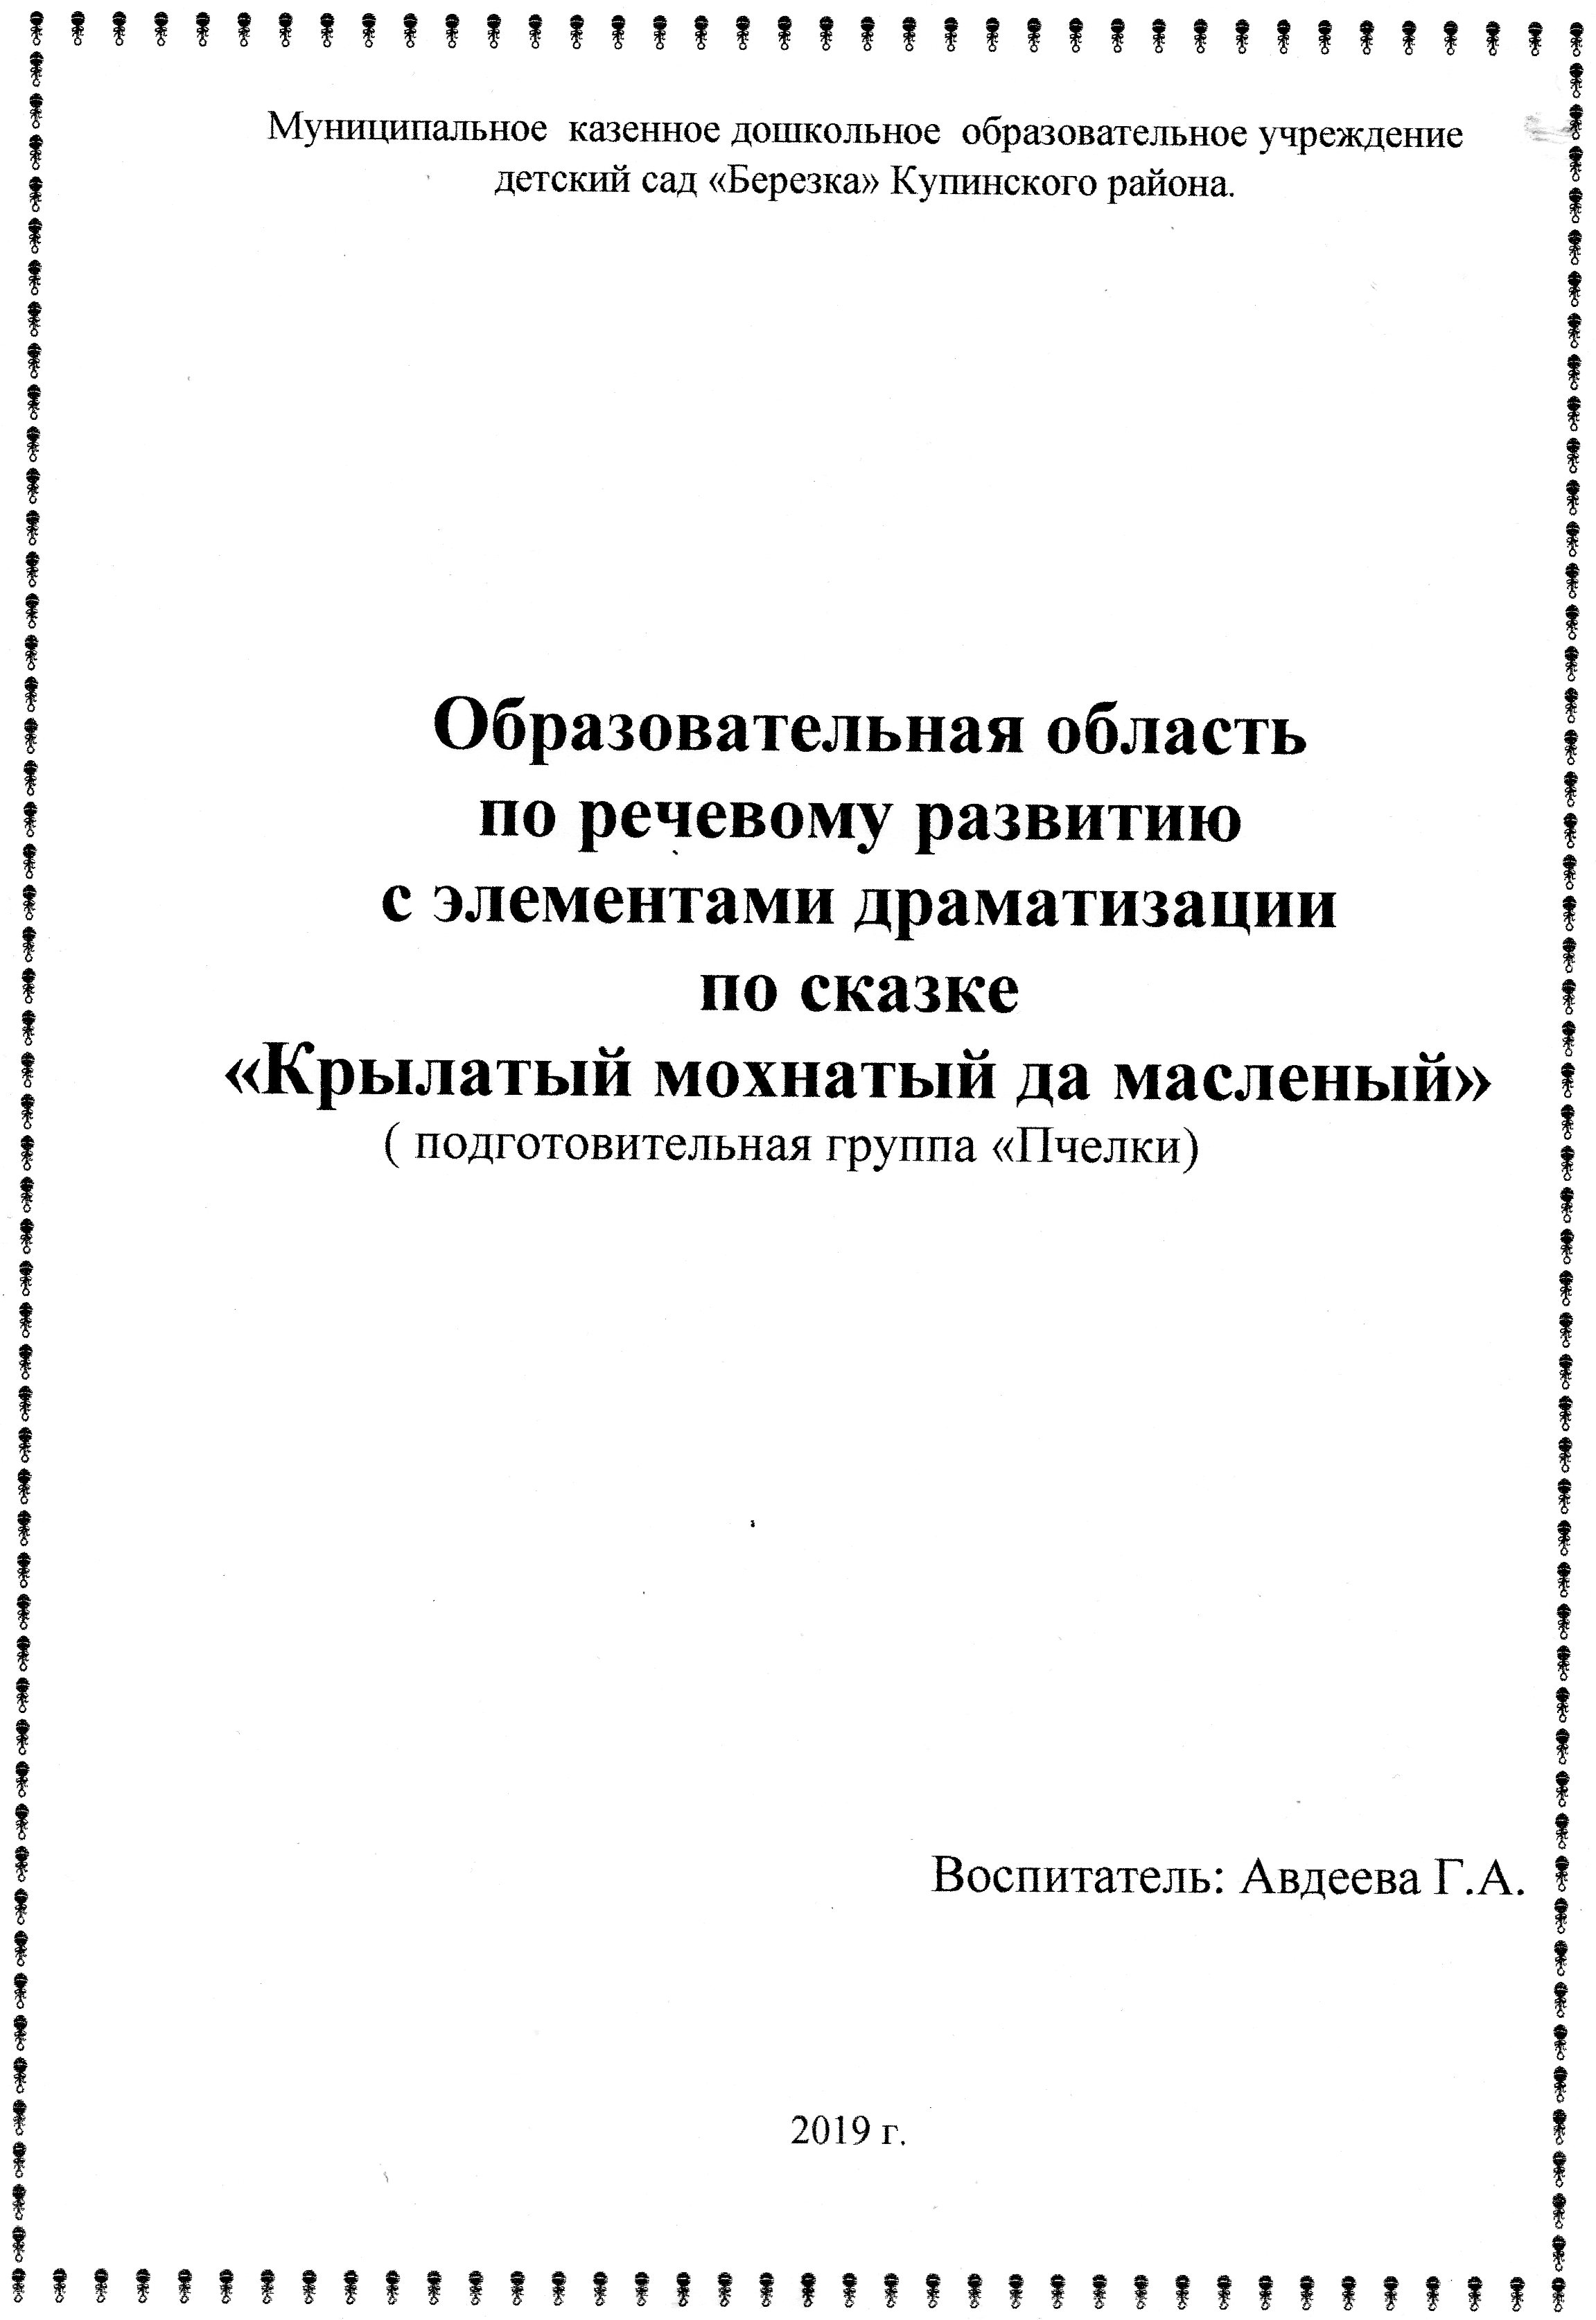 Муниципальное казенное дошкольное образовательное учреждение
детский сад «Березка» Купинского района.
Образовательная область
по речевому развитию
с элементами драматизации
по сказке
«Крылатый мохнатый да масленый»
( подготовительная группа «Пчелки)
Воспитатель: Авдеева Г.А.
2019 г.